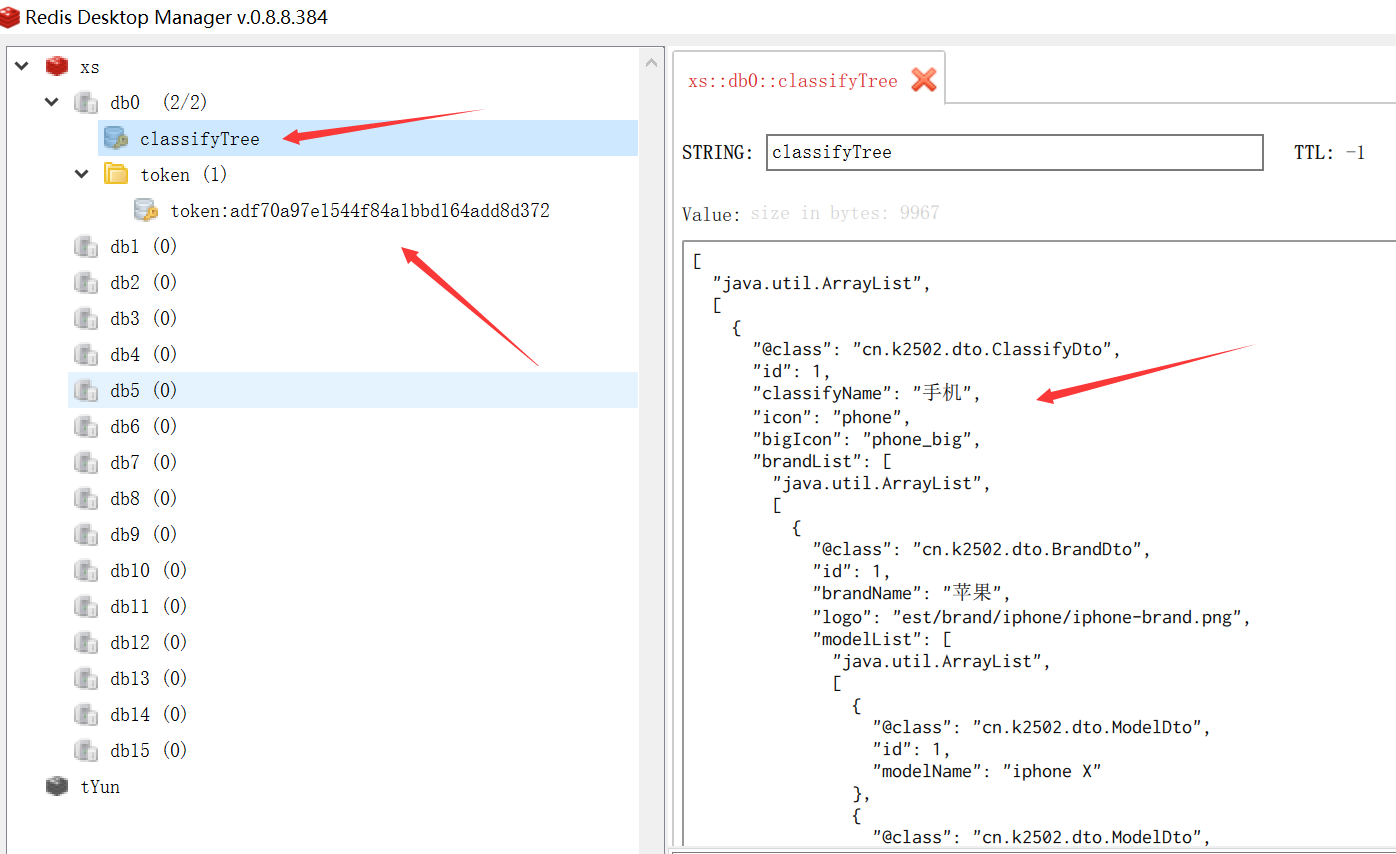 Redis Desktop Manager v.0.8.8.384
xs
db0 (2/2)
classifyTree
token (1)
token:adf70a97e1544f84a1bbd164add8d372
db1 (0)
db2 (0)
db3 (0)
db4 (0)
db5 (0)
db6 (0)
db7 (0)
db8 (0)
db9 (0)
db10 (0)
db11 (0)
db12 (0)
db13 (0)
db14 (0)
db15 (0)
tYun
xs::db0::classifyTree
STRING: classifyTree TTL: -1
Value: size in bytes: 9967
[
"java.util.ArrayList",
[
{
"@class": "cn.k2502.dto.ClassifyDto",
"id": 1,
"classifyName": "手机",
"icon": "phone",
"bigIcon": "phone_big",
"brandList": [
"java.util.ArrayList",
[
{
"@class": "cn.k2502.dto.BrandDto",
"id": 1,
"brandName": "苹果",
"logo": "est/brand/iphone/iphone-brand.png",
"modelList": [
"java.util.ArrayList",
[
{
"@class": "cn.k2502.dto.ModelDto",
"id": 1,
"modelName": "iphone X"
},
{
"@class": "cn.k2502.dto.ModelDto",